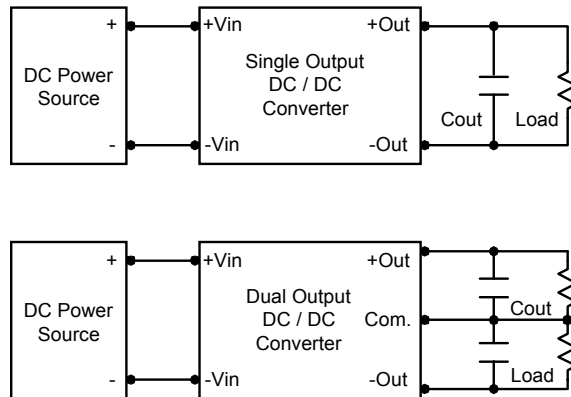 + +Vin +Out
DC Power
Source
Single Output
DC / DC
Converter
Cout Load
- -Vin -Out
+ +Vin +Out
DC Power
Source
Dual Output
DC / DC
Converter
Com.
Cout
Load
- -Vin -Out